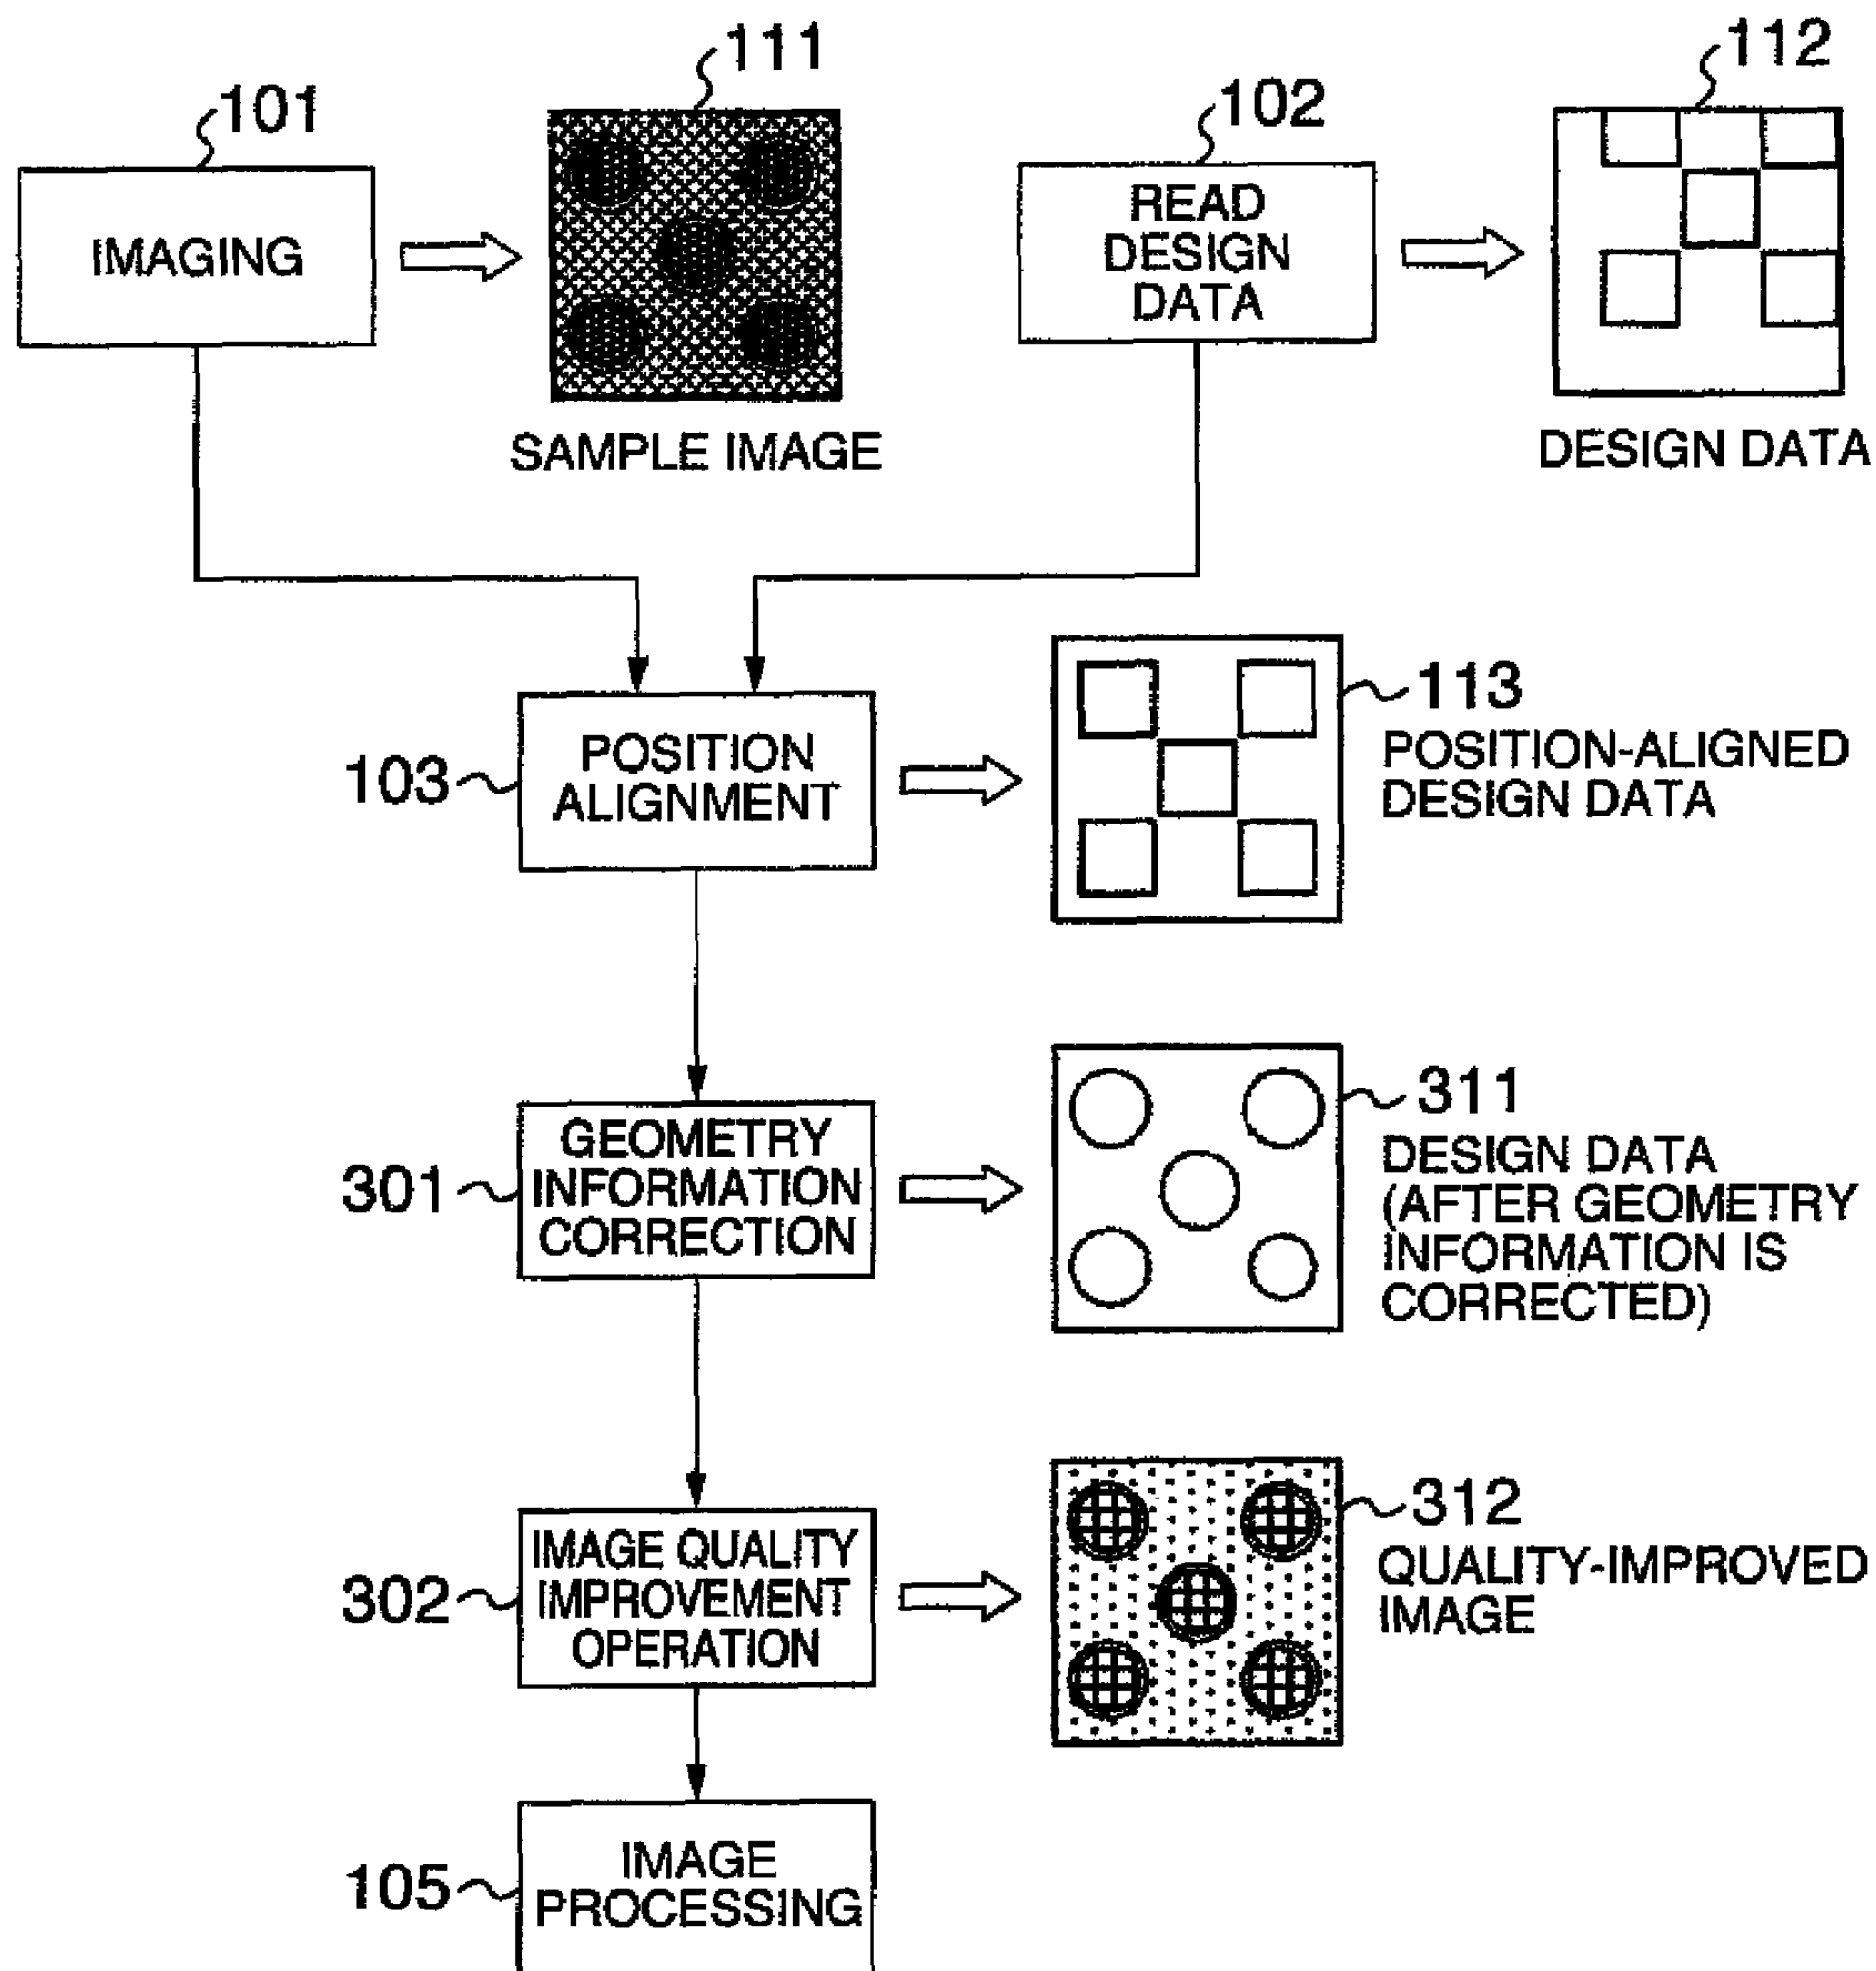 111
112
101
102
IMAGING
READ
DESIGN
DATA
SAMPLE IMAGE
DESIGN DATA
103
POSITION
ALIGNMENT
113
POSITION-ALIGNED
DESIGN DATA
301
GEOMETRY
INFORMATION
CORRECTION
311
DESIGN DATA
(AFTER GEOMETRY
INFORMATION IS
CORRECTED)
302
IMAGE QUALITY
IMPROVEMENT
OPERATION
312
QUALITY-IMPROVED
IMAGE
105
IMAGE
PROCESSING